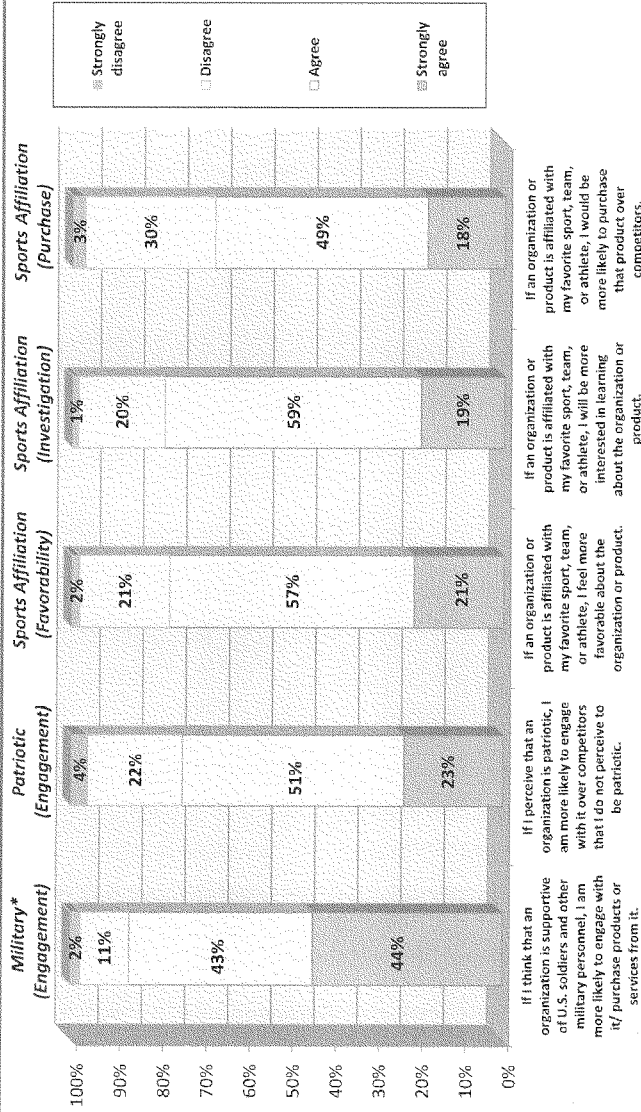 Military*
(Engagement)
Patriotic
(Engagement)
Sports Affiliation
(Favorability)
Sports Affiliation
(Investigation)
Sports Affiliation
(Purchase)
100%
90%
80%
70%
60%
50%
40%
30%
20%
10%
0%
2%
11%
43%
44%
4%
22%
51%
23%
2%
21%
57%
21%
1%
20%
59%
19%
3%
30%
49%
18%
Strongly
disagree
Disagree
Agree
Strongly
agree
If I think that an
organization is supportive
of U.S. soldiers and other
military personnel, I am
more likely to engage with
it/ purchase products or
services from it.
If I perceive that an
organization is patriotic, I
am more likely to engage
with it over competitors
that I do not perceive to
be patriotic.
If an organization or
product is affiliated with
my favorite sport, team,
or athlete, I feel more
favorable about the
organization or product.
If an organization or
product is affiliated with
my favorite sport, team,
or athlete, I will be more
interested in learning
about the organization or
product.
If an organization or
product is affiliated with
my favorite sport, team,
or athlete, I would be
more likely to purchase
that product over
competitors.